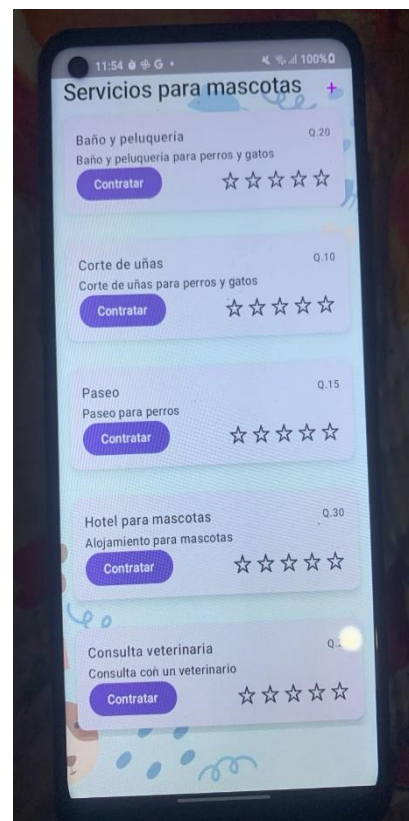 11:54 G
100%
Servicios para mascotas +
Baño y peluquería Q.20
Baño y peluquería para perros y gatos
Contratar
Corte de uñas Q.10
Corte de uñas para perros y gatos
Contratar
Paseo Q.15
Paseo para perros
Contratar
Hotel para mascotas Q.30
Alojamiento para mascotas
Contratar
Consulta veterinaria
Consulta con un veterinario
Contratar